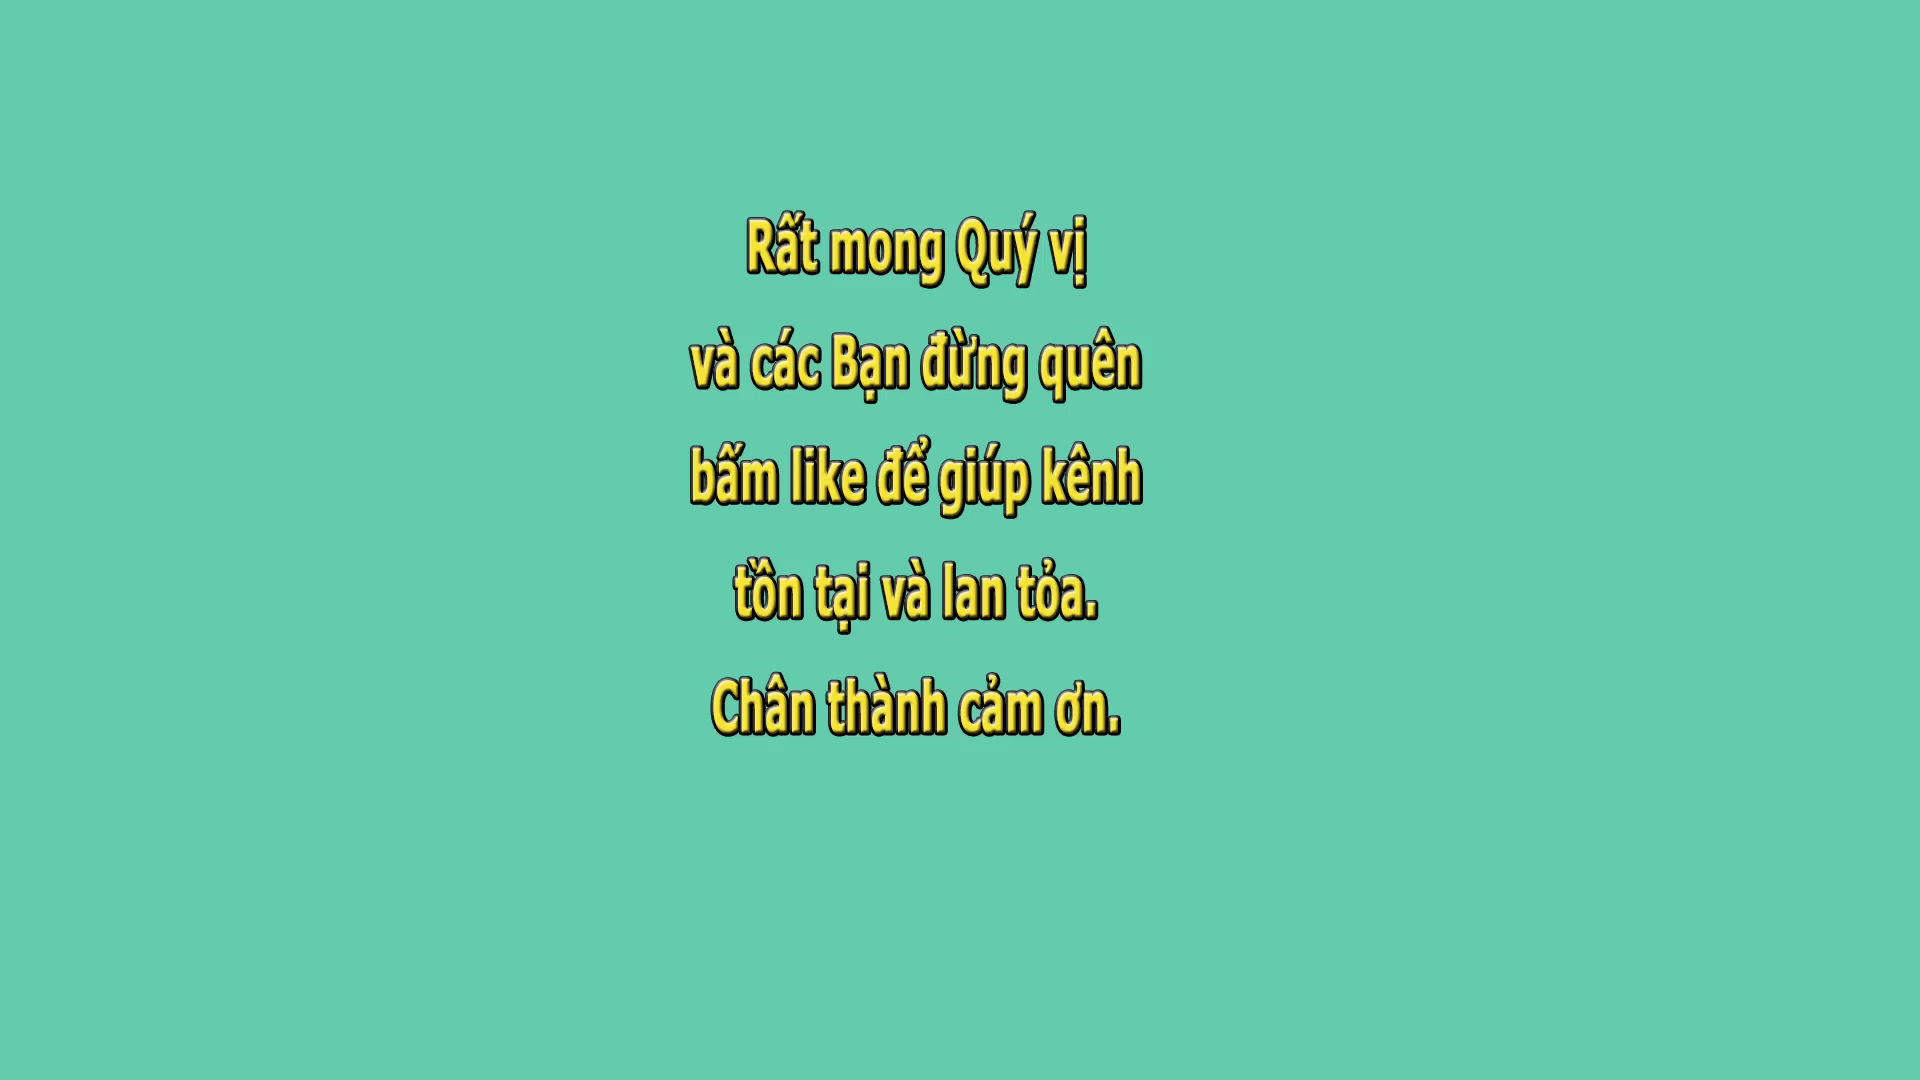 Rất mong Quý vị
và các Bạn đừng quên
bấm like để giúp kênh
tồn tại và lan tỏa.
Chân thành cảm ơn.